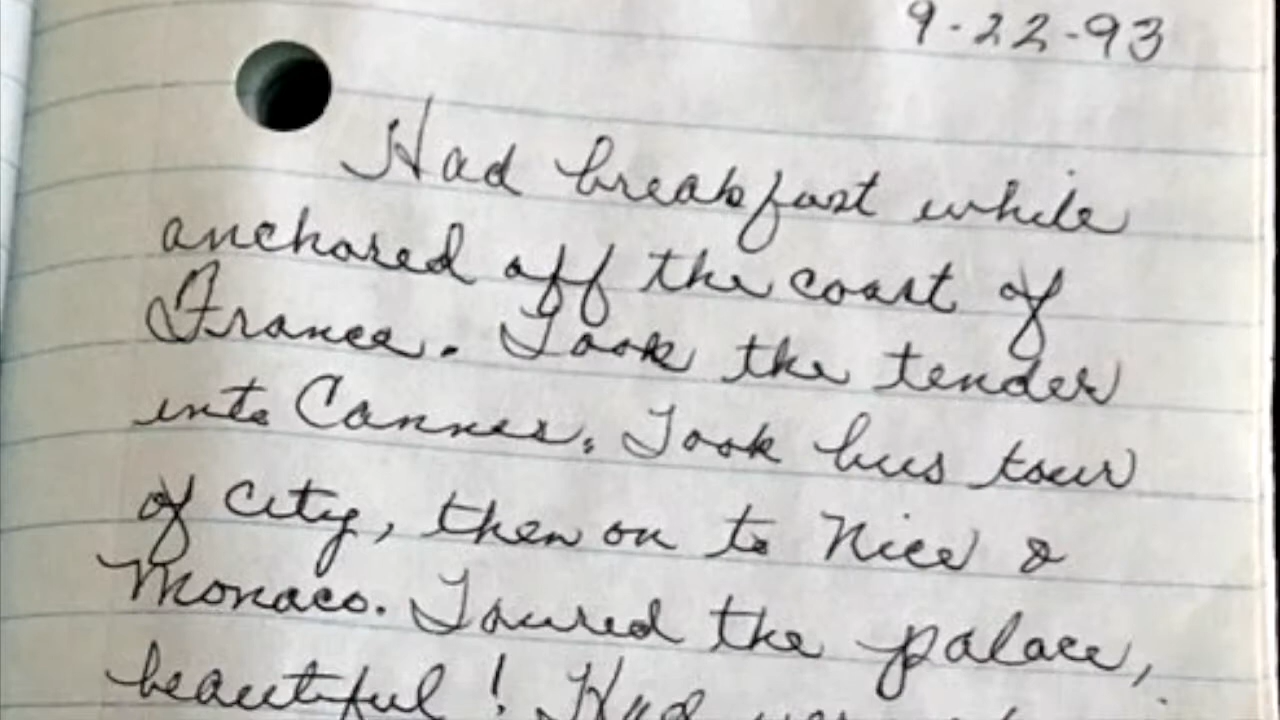 9-22-93
Had breakfast while
anchored off the coast of
France. Took the tender
into Cannes. Took bus tour
of city, then on to Nice &
Monaco. Toured the palace,
beautiful! Had